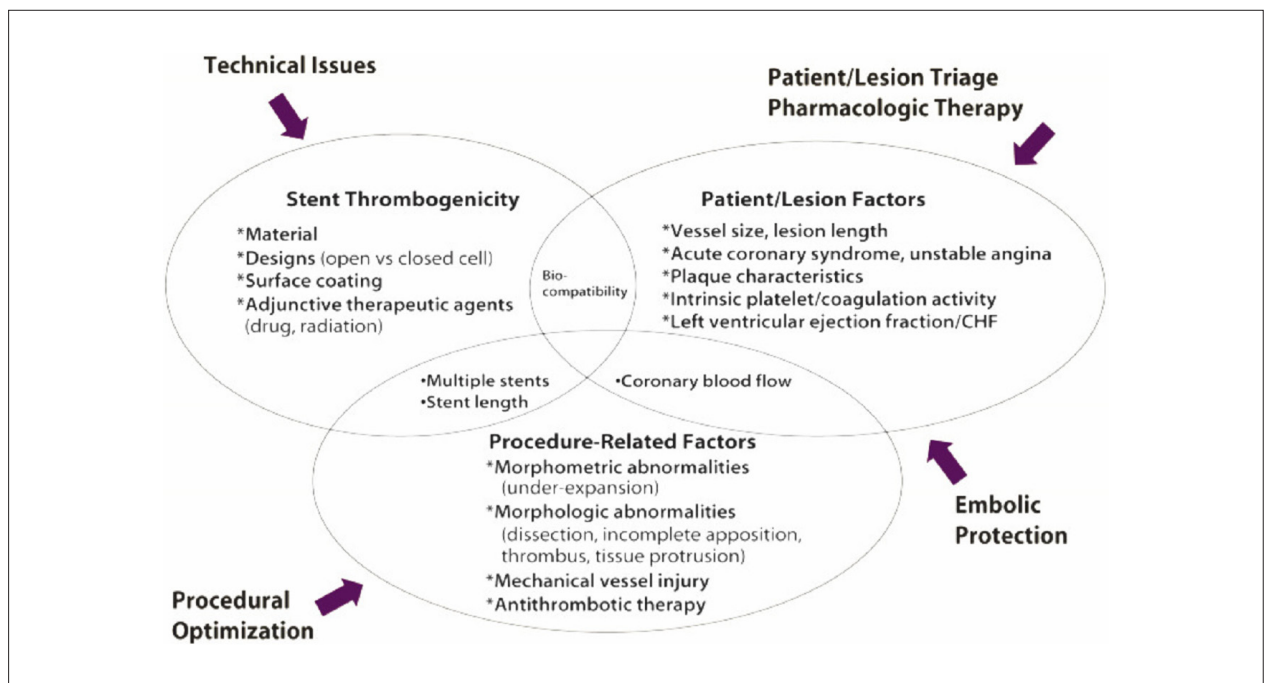 Technical Issues
Patient/Lesion Triage
Pharmacologic Therapy
Stent Thrombogenicity
*Material
*Designs (open vs closed cell)
*Surface coating
*Adjunctive therapeutic agents
(drug, radiation)
Bio-
compatibility
Patient/Lesion Factors
*Vessel size, lesion length
*Acute coronary syndrome, unstable angina
*Plaque characteristics
*Intrinsic platelet/coagulation activity
*Left ventricular ejection fraction/CHF
•Multiple stents
•Stent length
•Coronary blood flow
Procedure-Related Factors
*Morphometric abnormalities
(under-expansion)
*Morphologic abnormalities
(dissection, incomplete apposition,
thrombus, tissue protrusion)
*Mechanical vessel injury
*Antithrombotic therapy
Embolic
Protection
Procedural
Optimization